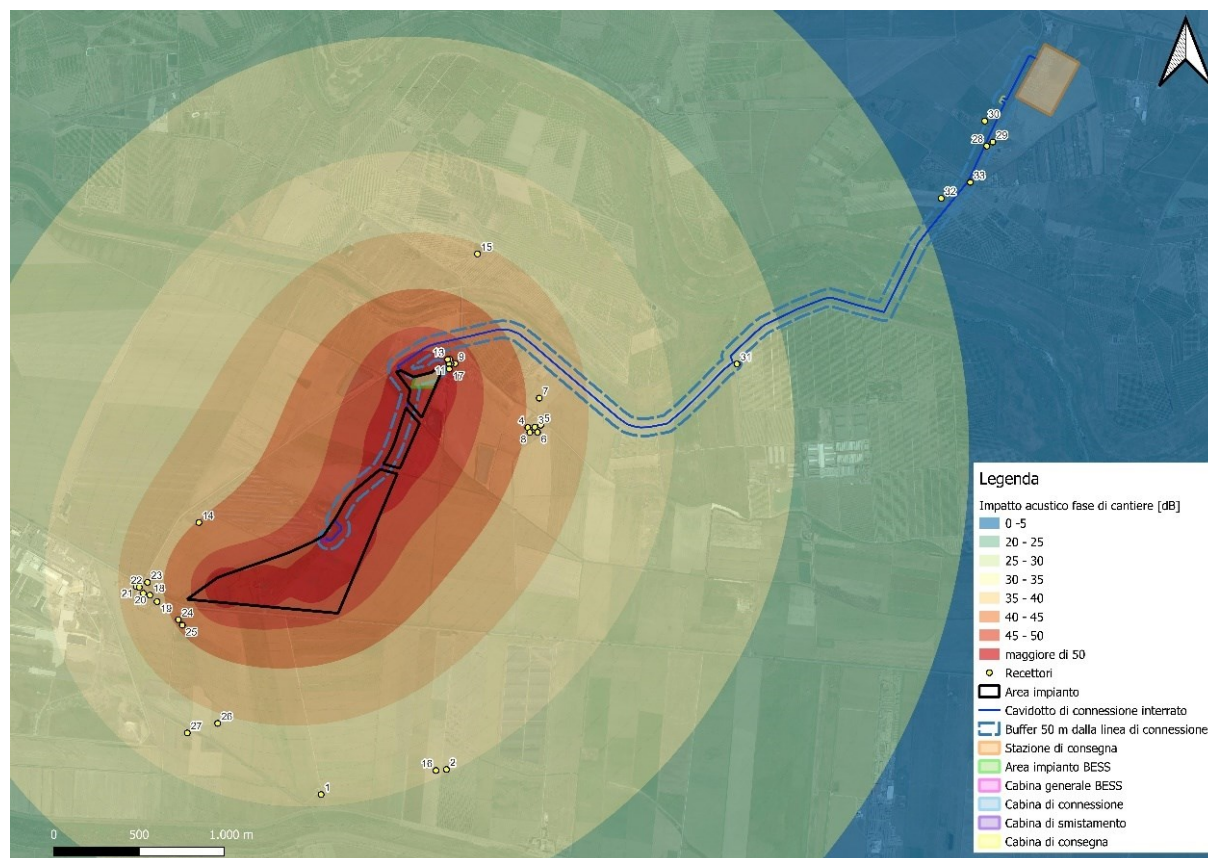 30
28
29
33
32
15
31
13
9
11
17
7
4
3
5
8
6
14
22
23
21
20
18
19
24
25
27
26
16
2
1
0
500
1.000 m
Legenda
Impatto acustico fase di cantiere [dB]
0 -5
20 - 25
25 - 30
30 - 35
35 - 40
40 - 45
45 - 50
maggiore di 50
Recettori
Area impianto
Cavidotto di connessione interrato
Buffer 50 m dalla linea di connessione
Stazione di consegna
Area impianto BESS
Cabina generale BESS
Cabina di connessione
Cabina di smistamento
Cabina di consegna